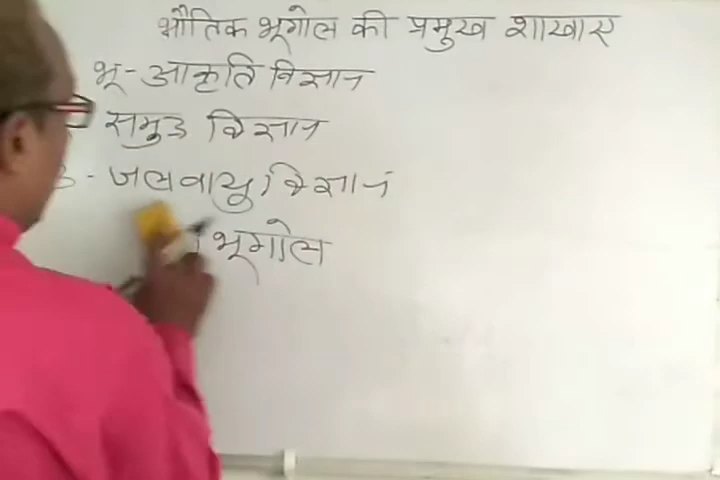 भौतिक भूगोल की प्रमुख शाखाए
भू-आकृति विज्ञान
समुद्र विज्ञान
3- जलवायु विज्ञान
भूगोल